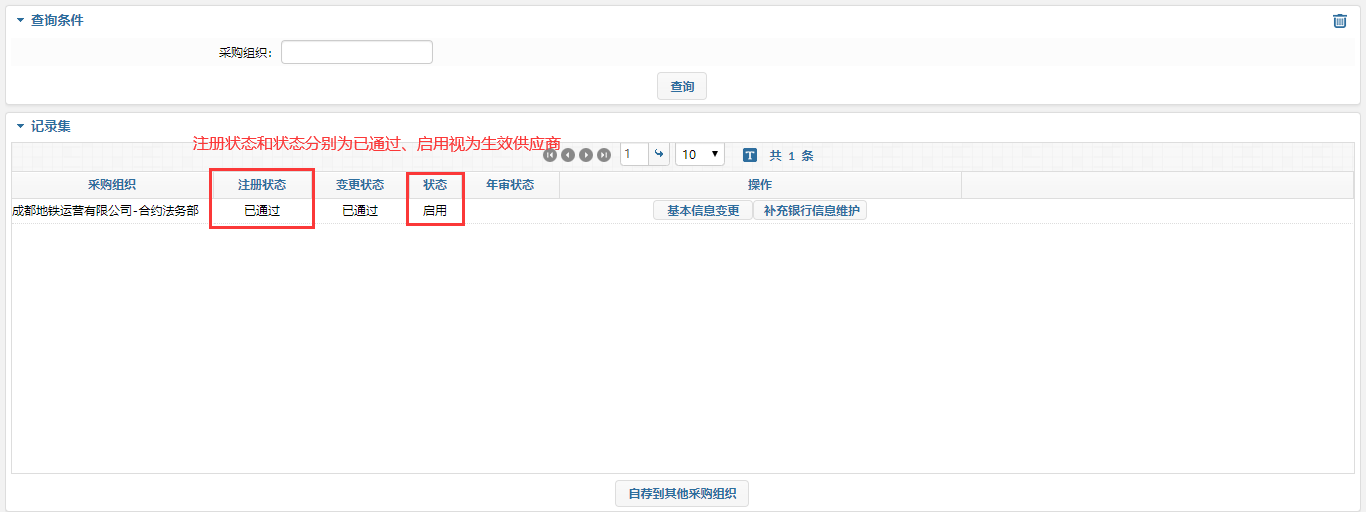 查询条件
采购组织:
查询
记录集
注册状态和状态分别为已通过、启用视为生效供应商
1 10 T 共 1 条
采购组织 注册状态 变更状态 状态 年审状态 操作
成都地铁运营有限公司-合约法务部 已通过 已通过 启用 基本信息变更 补充银行信息维护
自荐到其他采购组织